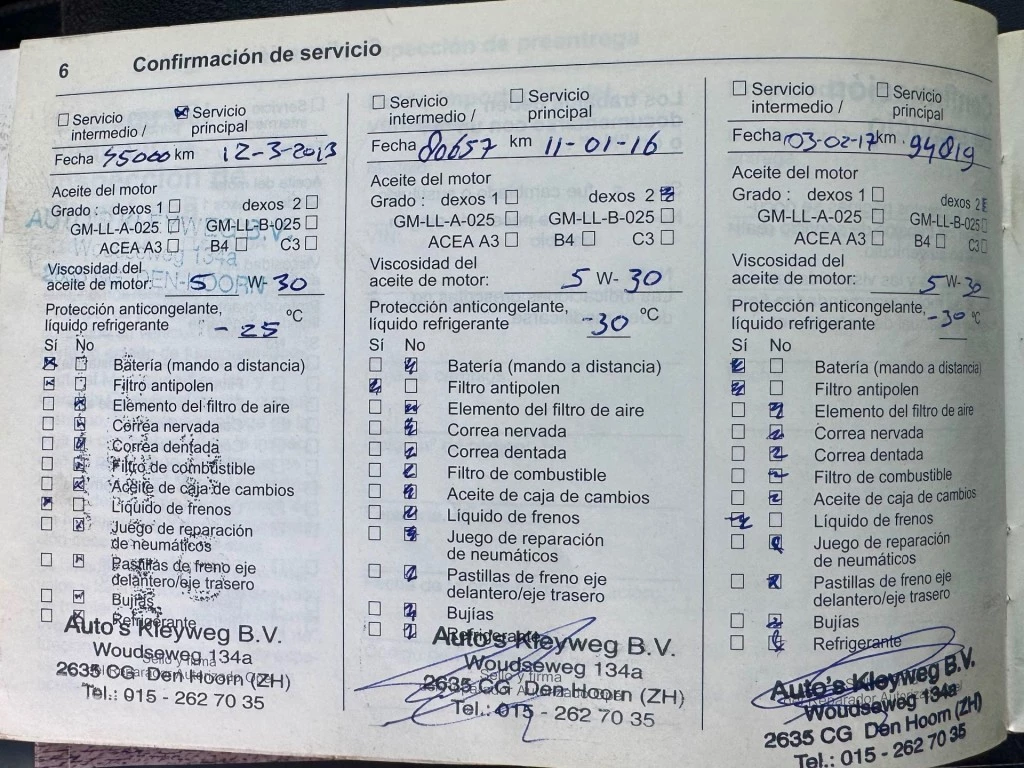 6 Confirmación de servicio
Servicio intermedio / Servicio principal
Fecha 45000 km 12-3-2013
Aceite del motor
Grado : dexos 1 dexos 2
GM-LL-A-025 GM-LL-B-025
ACEA A3 B4 C3
Viscosidad del
aceite de motor: 5 W- 30
Protección anticongelante,
líquido refrigerante -25 °C
Sí No
Batería (mando a distancia)
Filtro antipolen
Elemento del filtro de aire
Correa nervada
Correa dentada
Filtro de combustible
Aceite de caja de cambios
Líquido de frenos
Juego de reparación
de neumáticos
Pastillas de freno eje
delantero/eje trasero
Bujías
Refrigerante
Auto's Kleyweg B.V.
Woudseweg 134a
2635 CG Den Hoorn (ZH)
Tel.: 015 - 262 70 35
Servicio intermedio / Servicio principal
Fecha 80657 km 11-01-16
Aceite del motor
Grado : dexos 1 dexos 2
GM-LL-A-025 GM-LL-B-025
ACEA A3 B4 C3
Viscosidad del
aceite de motor: 5 W- 30
Protección anticongelante,
líquido refrigerante -30 °C
Sí No
Batería (mando a distancia)
Filtro antipolen
Elemento del filtro de aire
Correa nervada
Correa dentada
Filtro de combustible
Aceite de caja de cambios
Líquido de frenos
Juego de reparación
de neumáticos
Pastillas de freno eje
delantero/eje trasero
Bujías
Refrigerante
Auto's Kleyweg B.V.
Woudseweg 134a
Sello y firma
2635 CG Den Hoorn (ZH)
Tel.: 015 - 262 70 35
Servicio intermedio / Servicio principal
Fecha 03-02-17 km 94819
Aceite del motor
Grado : dexos 1 dexos 2
GM-LL-A-025 GM-LL-B-025
ACEA A3 B4 C3
Viscosidad del
aceite de motor: 5 W- 30
Protección anticongelante,
líquido refrigerante -30 °C
Sí No
Batería (mando a distancia)
Filtro antipolen
Elemento del filtro de aire
Correa nervada
Correa dentada
Filtro de combustible
Aceite de caja de cambios
Líquido de frenos
Juego de reparación
de neumáticos
Pastillas de freno eje
delantero/eje trasero
Bujías
Refrigerante
Auto's Kleyweg B.V.
Woudseweg 134a
2635 CG Den Hoorn (ZH)
Tel.: 015 - 262 70 35